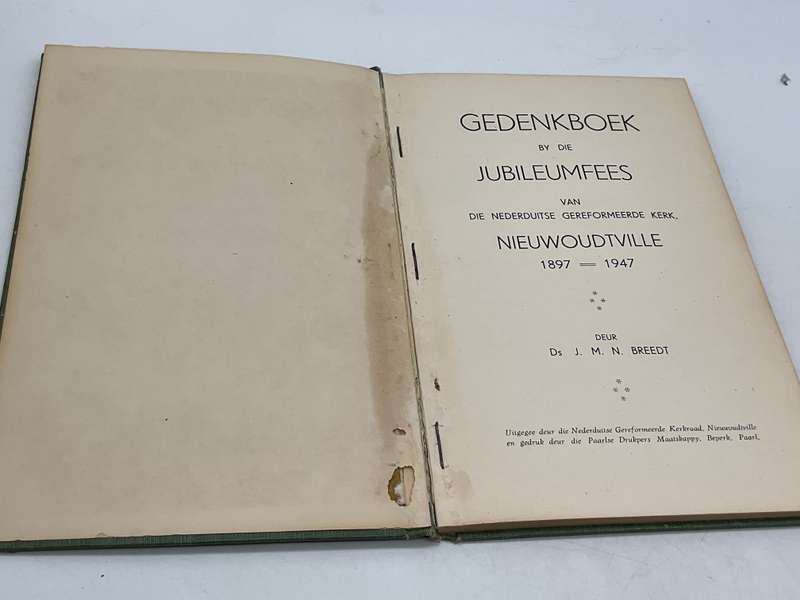 GEDENKBOEK
BY DIE
JUBILEUMFEES
VAN
DIE NEDERDUITSE GEREFORMEERDE KERK,
NIEUWOUDTVILLE
1897 — 1947
DEUR
Ds J. M. N. BREEDT
Uitgegee deur die Nederduitse Gereformeerde Kerkraad, Nieuwoudtville
en gedruk deur die Paarlse Drukpers Maatskappy, Beperk, Paarl.